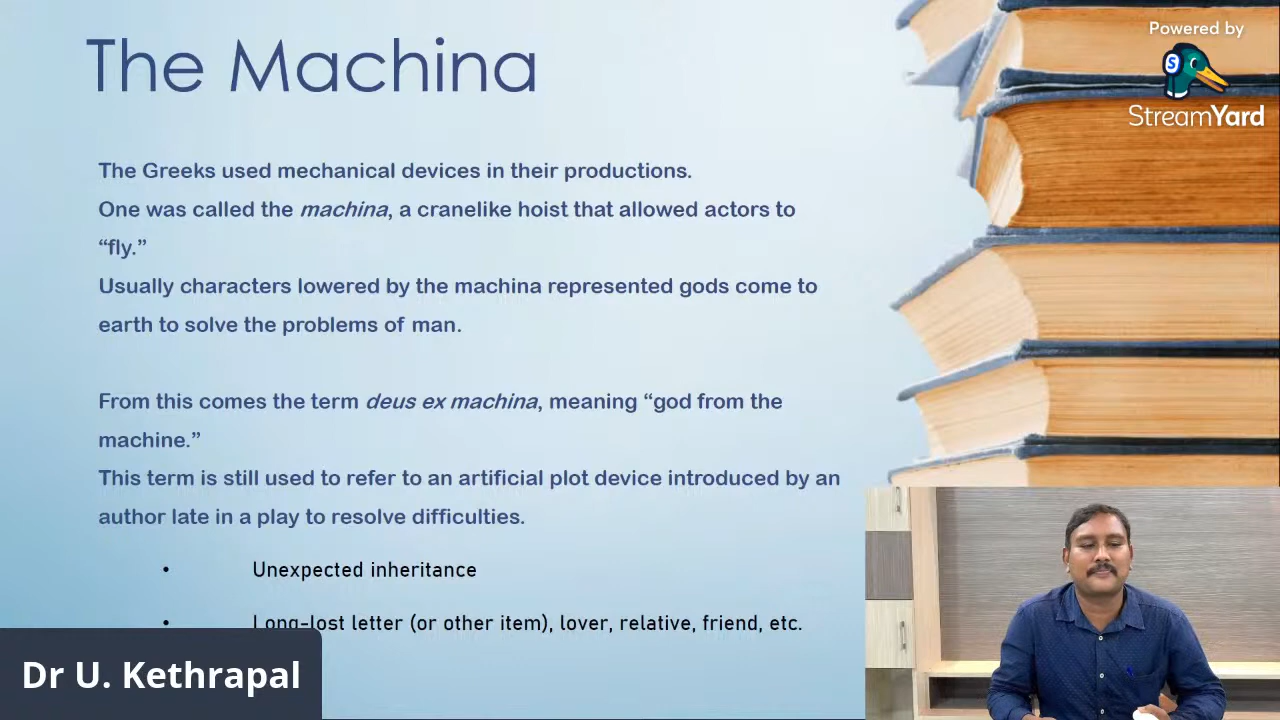 The Machina
Powered by
S
StreamYard
The Greeks used mechanical devices in their productions.
One was called the machina, a cranelike hoist that allowed actors to
“fly.”
Usually characters lowered by the machina represented gods come to
earth to solve the problems of man.
From this comes the term deus ex machina, meaning “god from the
machine.”
This term is still used to refer to an artificial plot device introduced by an
author late in a play to resolve difficulties.
• Unexpected inheritance
• Long-lost letter (or other item), lover, relative, friend, etc.
Dr U. Kethrapal